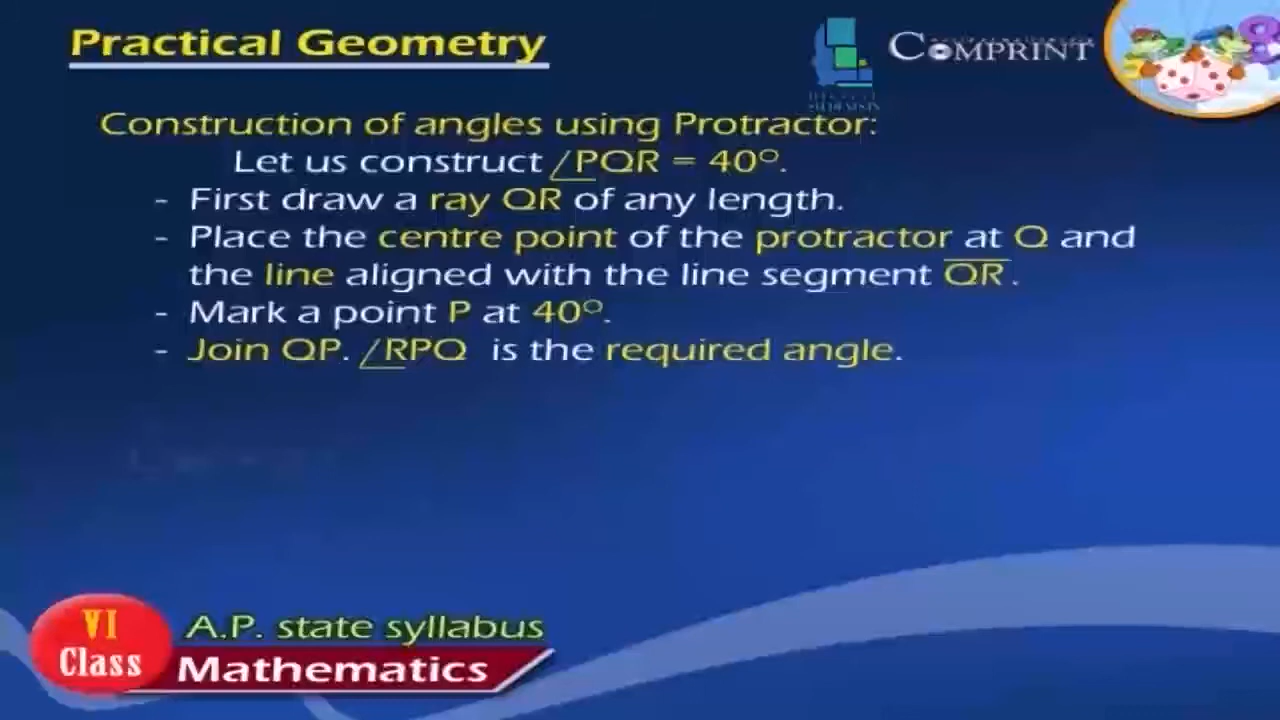 Practical Geometry
COMPRINT
Construction of angles using Protractor:
Let us construct ∠PQR = 40°.
- First draw a ray QR of any length.
- Place the centre point of the protractor at Q and
the line aligned with the line segment Q̅R̅.
- Mark a point P at 40°.
- Join QP. ∠RPQ is the required angle.
VI
Class
A.P. state syllabus
Mathematics